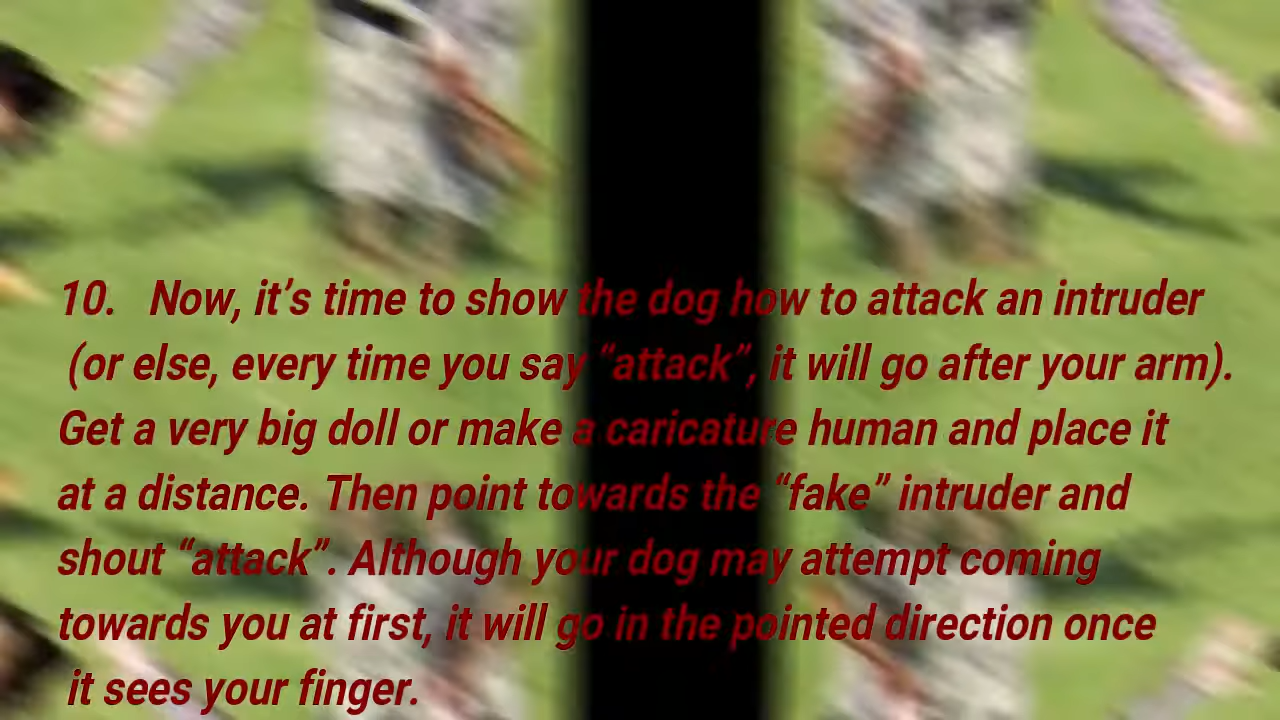 10. Now, it’s time to show the dog how to attack an intruder
(or else, every time you say “attack”, it will go after your arm).
Get a very big doll or make a caricature human and place it
at a distance. Then point towards the “fake” intruder and
shout “attack”. Although your dog may attempt coming
towards you at first, it will go in the pointed direction once
it sees your finger.